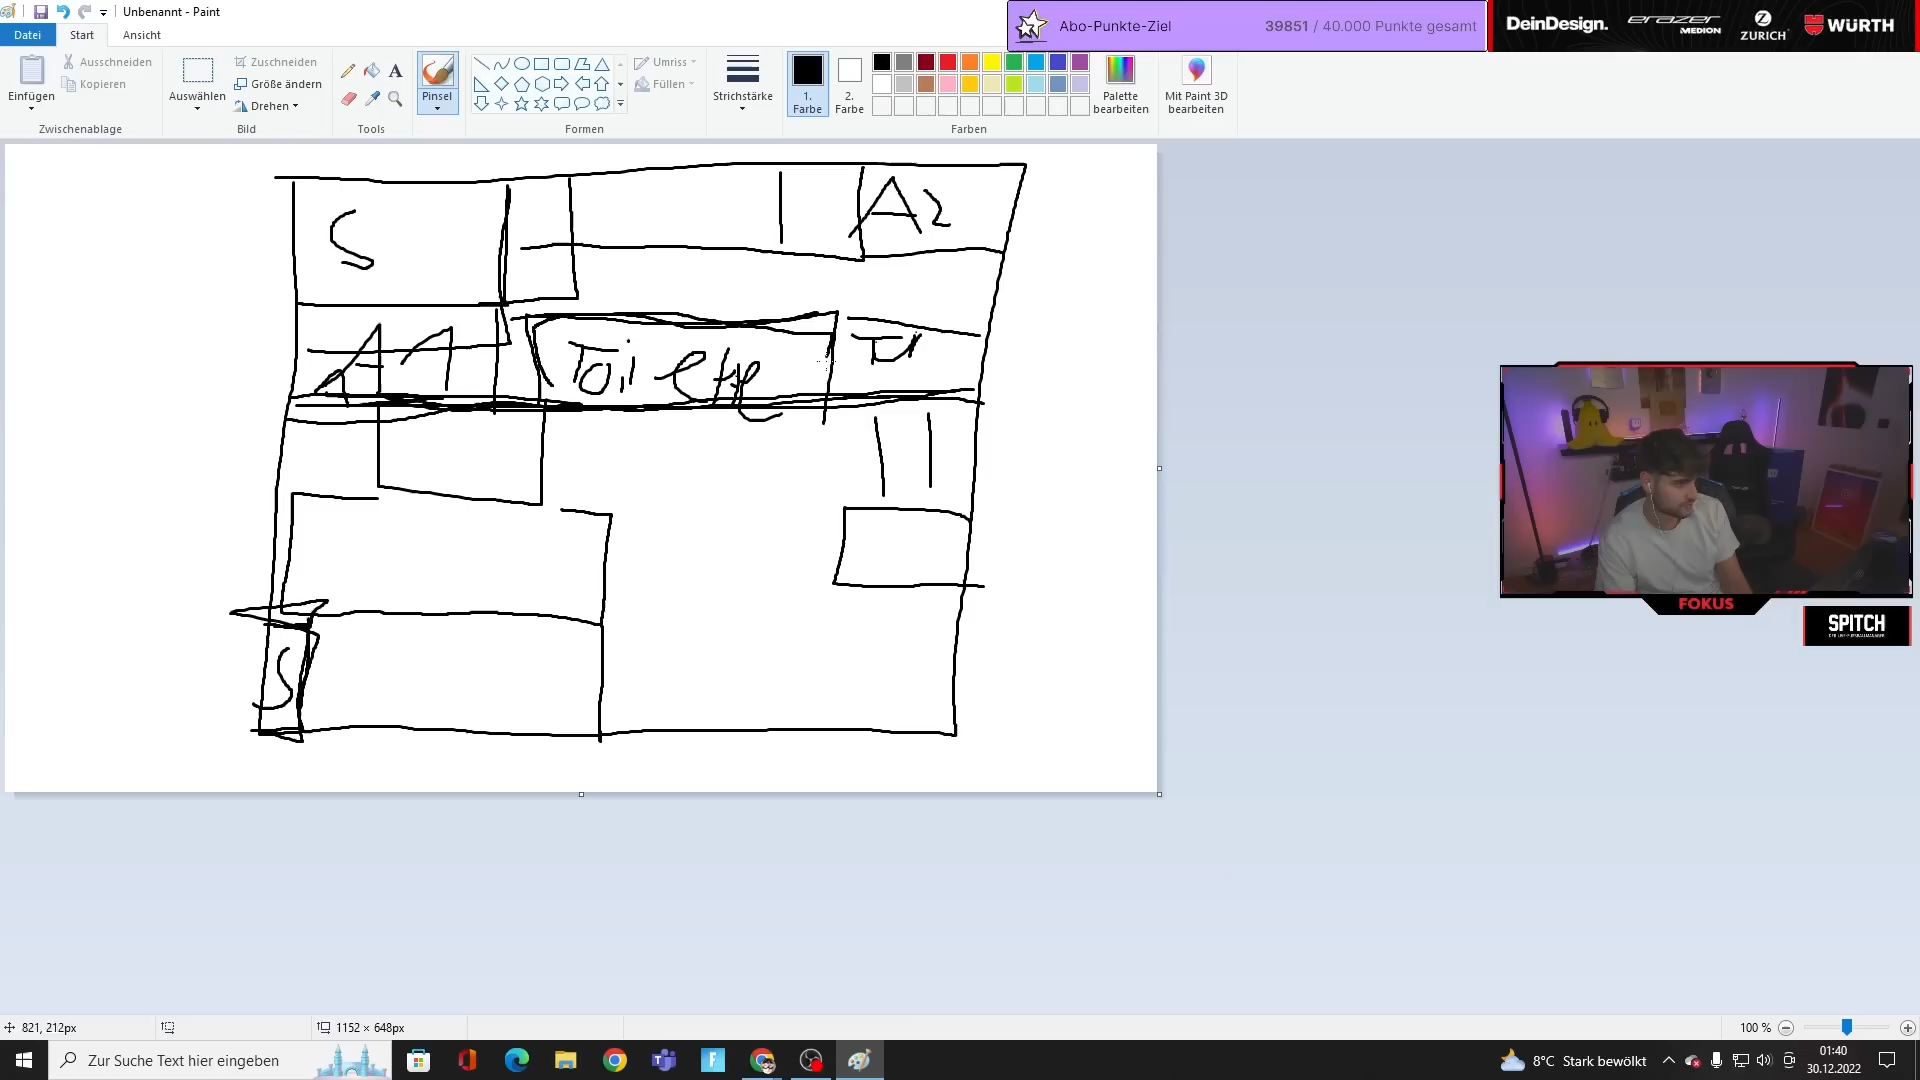 Unbenannt - Paint
Datei Start Ansicht
Einfügen
Ausschneiden
Kopieren
Zwischenablage
Auswählen
Zuschneiden
Größe ändern
Drehen
Bild
Tools
Pinsel
Formen
Umriss
Füllen
Strichstärke
1. Farbe
2. Farbe
Farben
Palette bearbeiten
Mit Paint 3D bearbeiten
Abo-Punkte-Ziel 39851 / 40.000 Punkte gesamt
DeinDesign. erazer MEDION ZURICH WÜRTH
S
A2
A1
Toilette
S
FOKUS
SPITCH
821, 212px
1152 × 648px
100 %
Zur Suche Text hier eingeben
8°C Stark bewölkt
01:40
30.12.2022